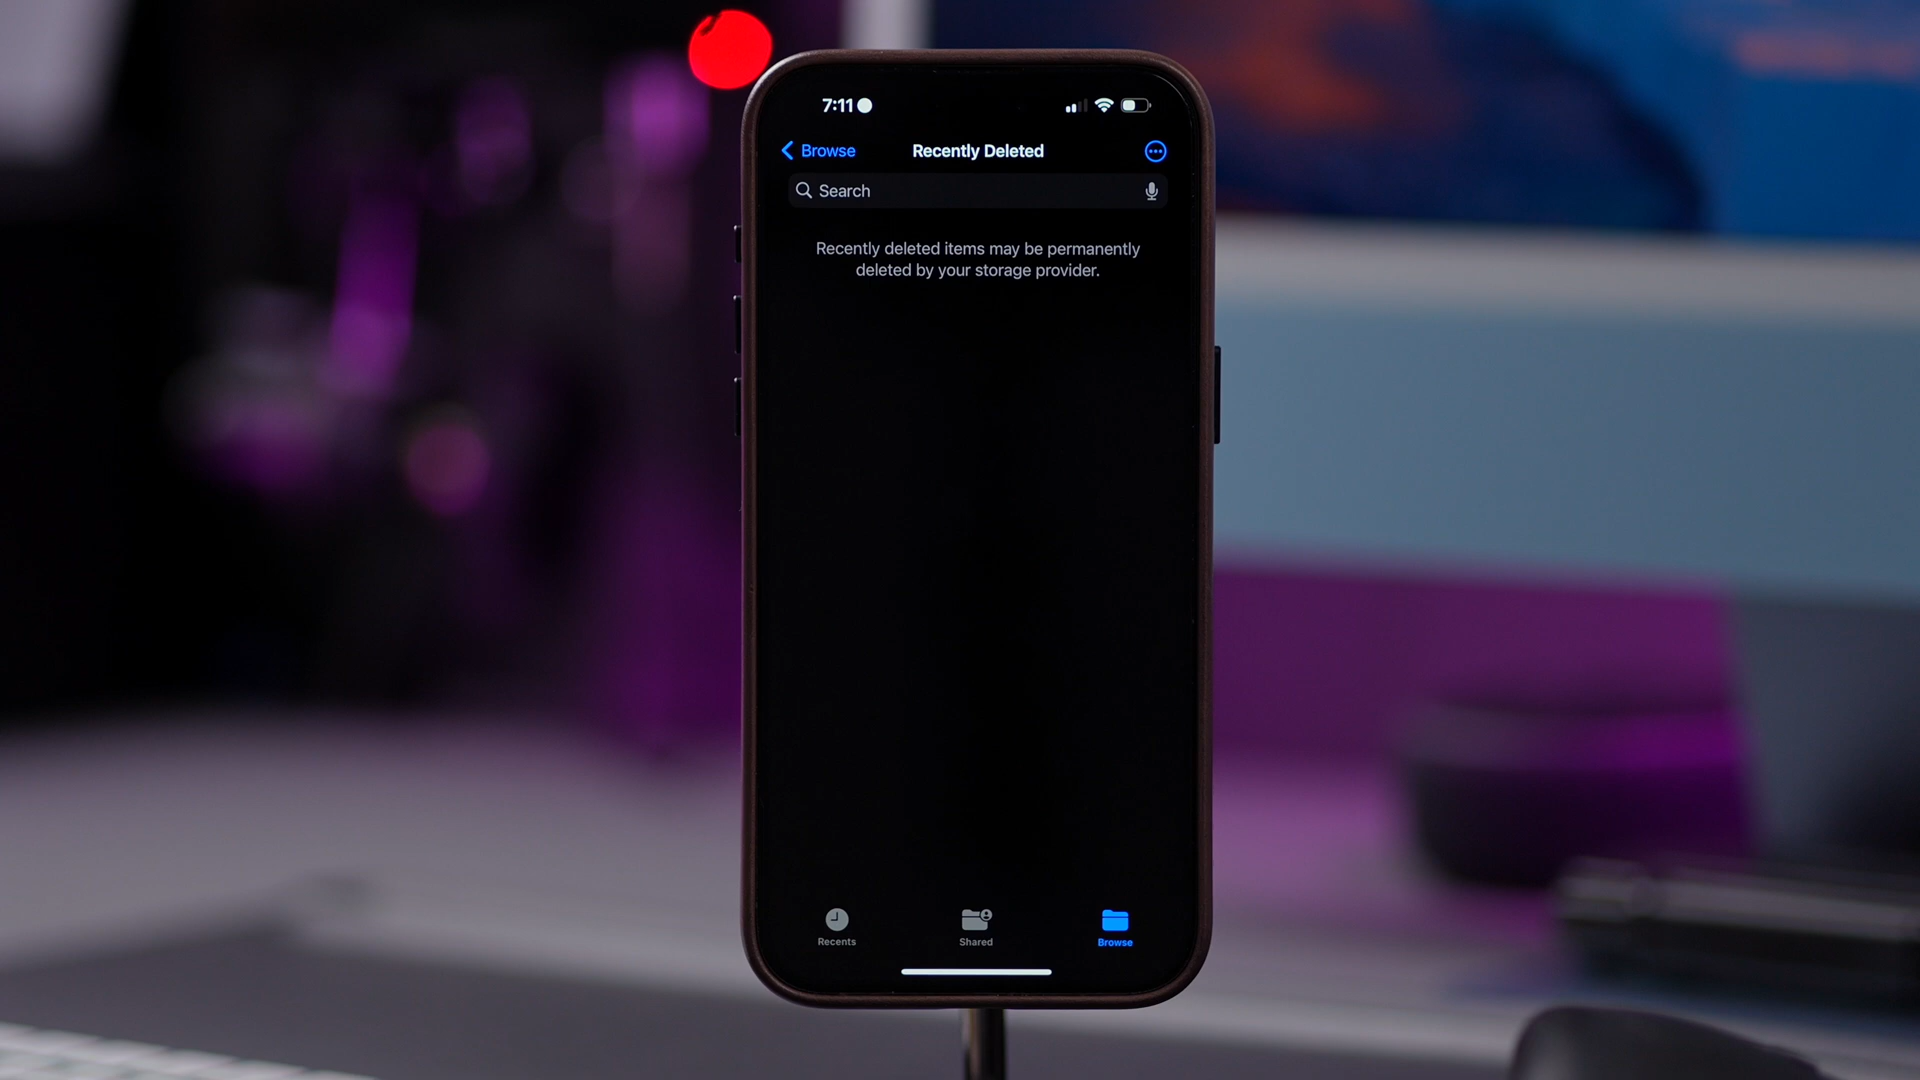 7:11
Browse
Recently Deleted
Search
Recently deleted items may be permanently
deleted by your storage provider.
Recents
Shared
Browse